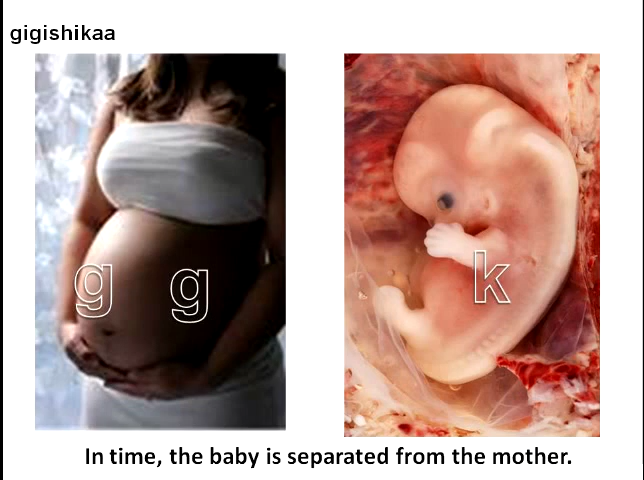 gigishikaa
g g k
In time, the baby is separated from the mother.